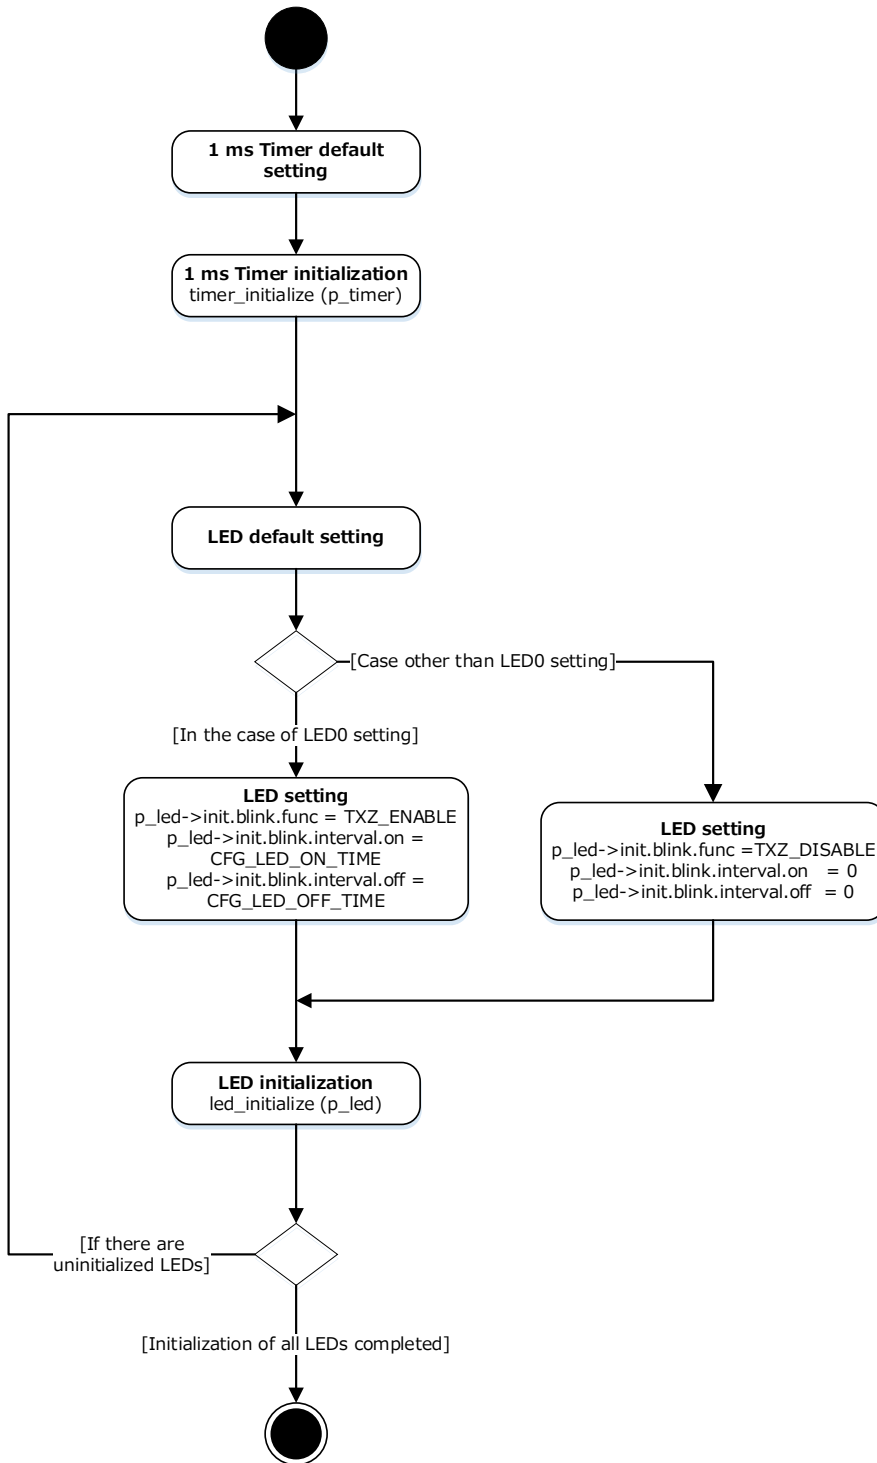 1 ms Timer default
setting
1 ms Timer initialization
timer_initialize (p_timer)
LED default setting
[Case other than LED0 setting]
[In the case of LED0 setting]
LED setting
p_led->init.blink.func = TXZ_ENABLE
p_led->init.blink.interval.on =
CFG_LED_ON_TIME
p_led->init.blink.interval.off =
CFG_LED_OFF_TIME
LED setting
p_led->init.blink.func =TXZ_DISABLE
p_led->init.blink.interval.on = 0
p_led->init.blink.interval.off = 0
LED initialization
led_initialize (p_led)
[If there are
uninitialized LEDs]
[Initialization of all LEDs completed]